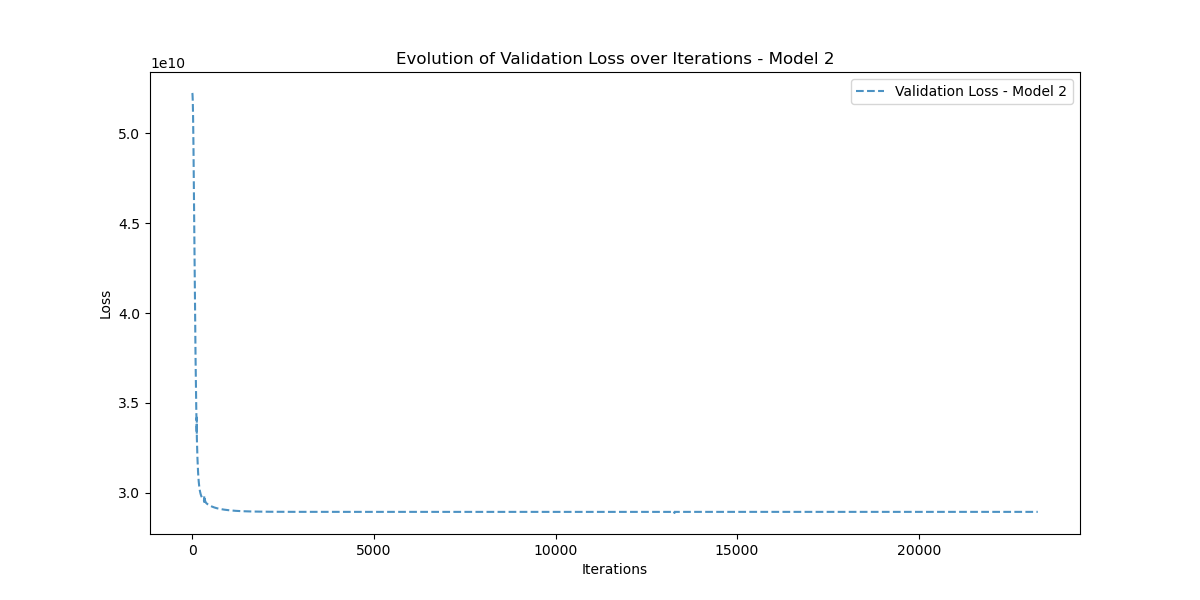 Evolution of Validation Loss over Iterations - Model 2
1e10
Validation Loss - Model 2
5.0
4.5
4.0
3.5
3.0
Loss
0 5000 10000 15000 20000
Iterations